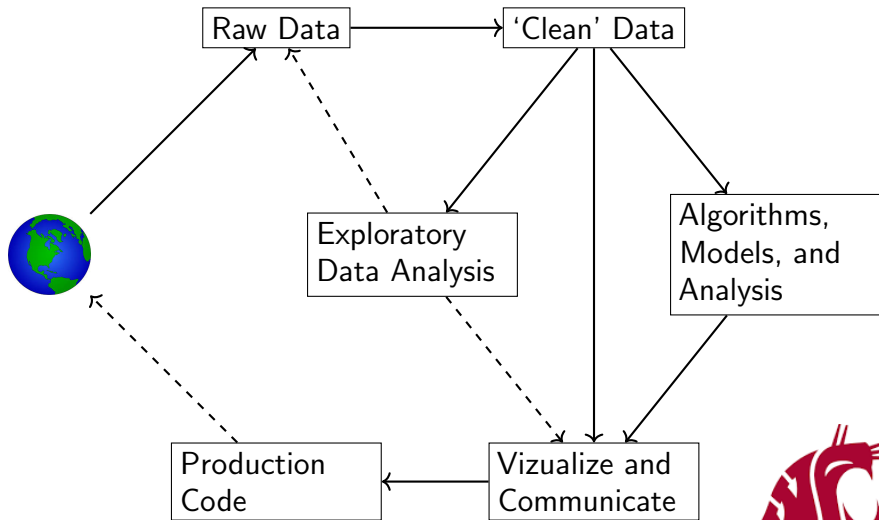 Raw Data
‘Clean’ Data
Exploratory
Data Analysis
Algorithms,
Models, and
Analysis
Production
Code
Vizualize and
Communicate